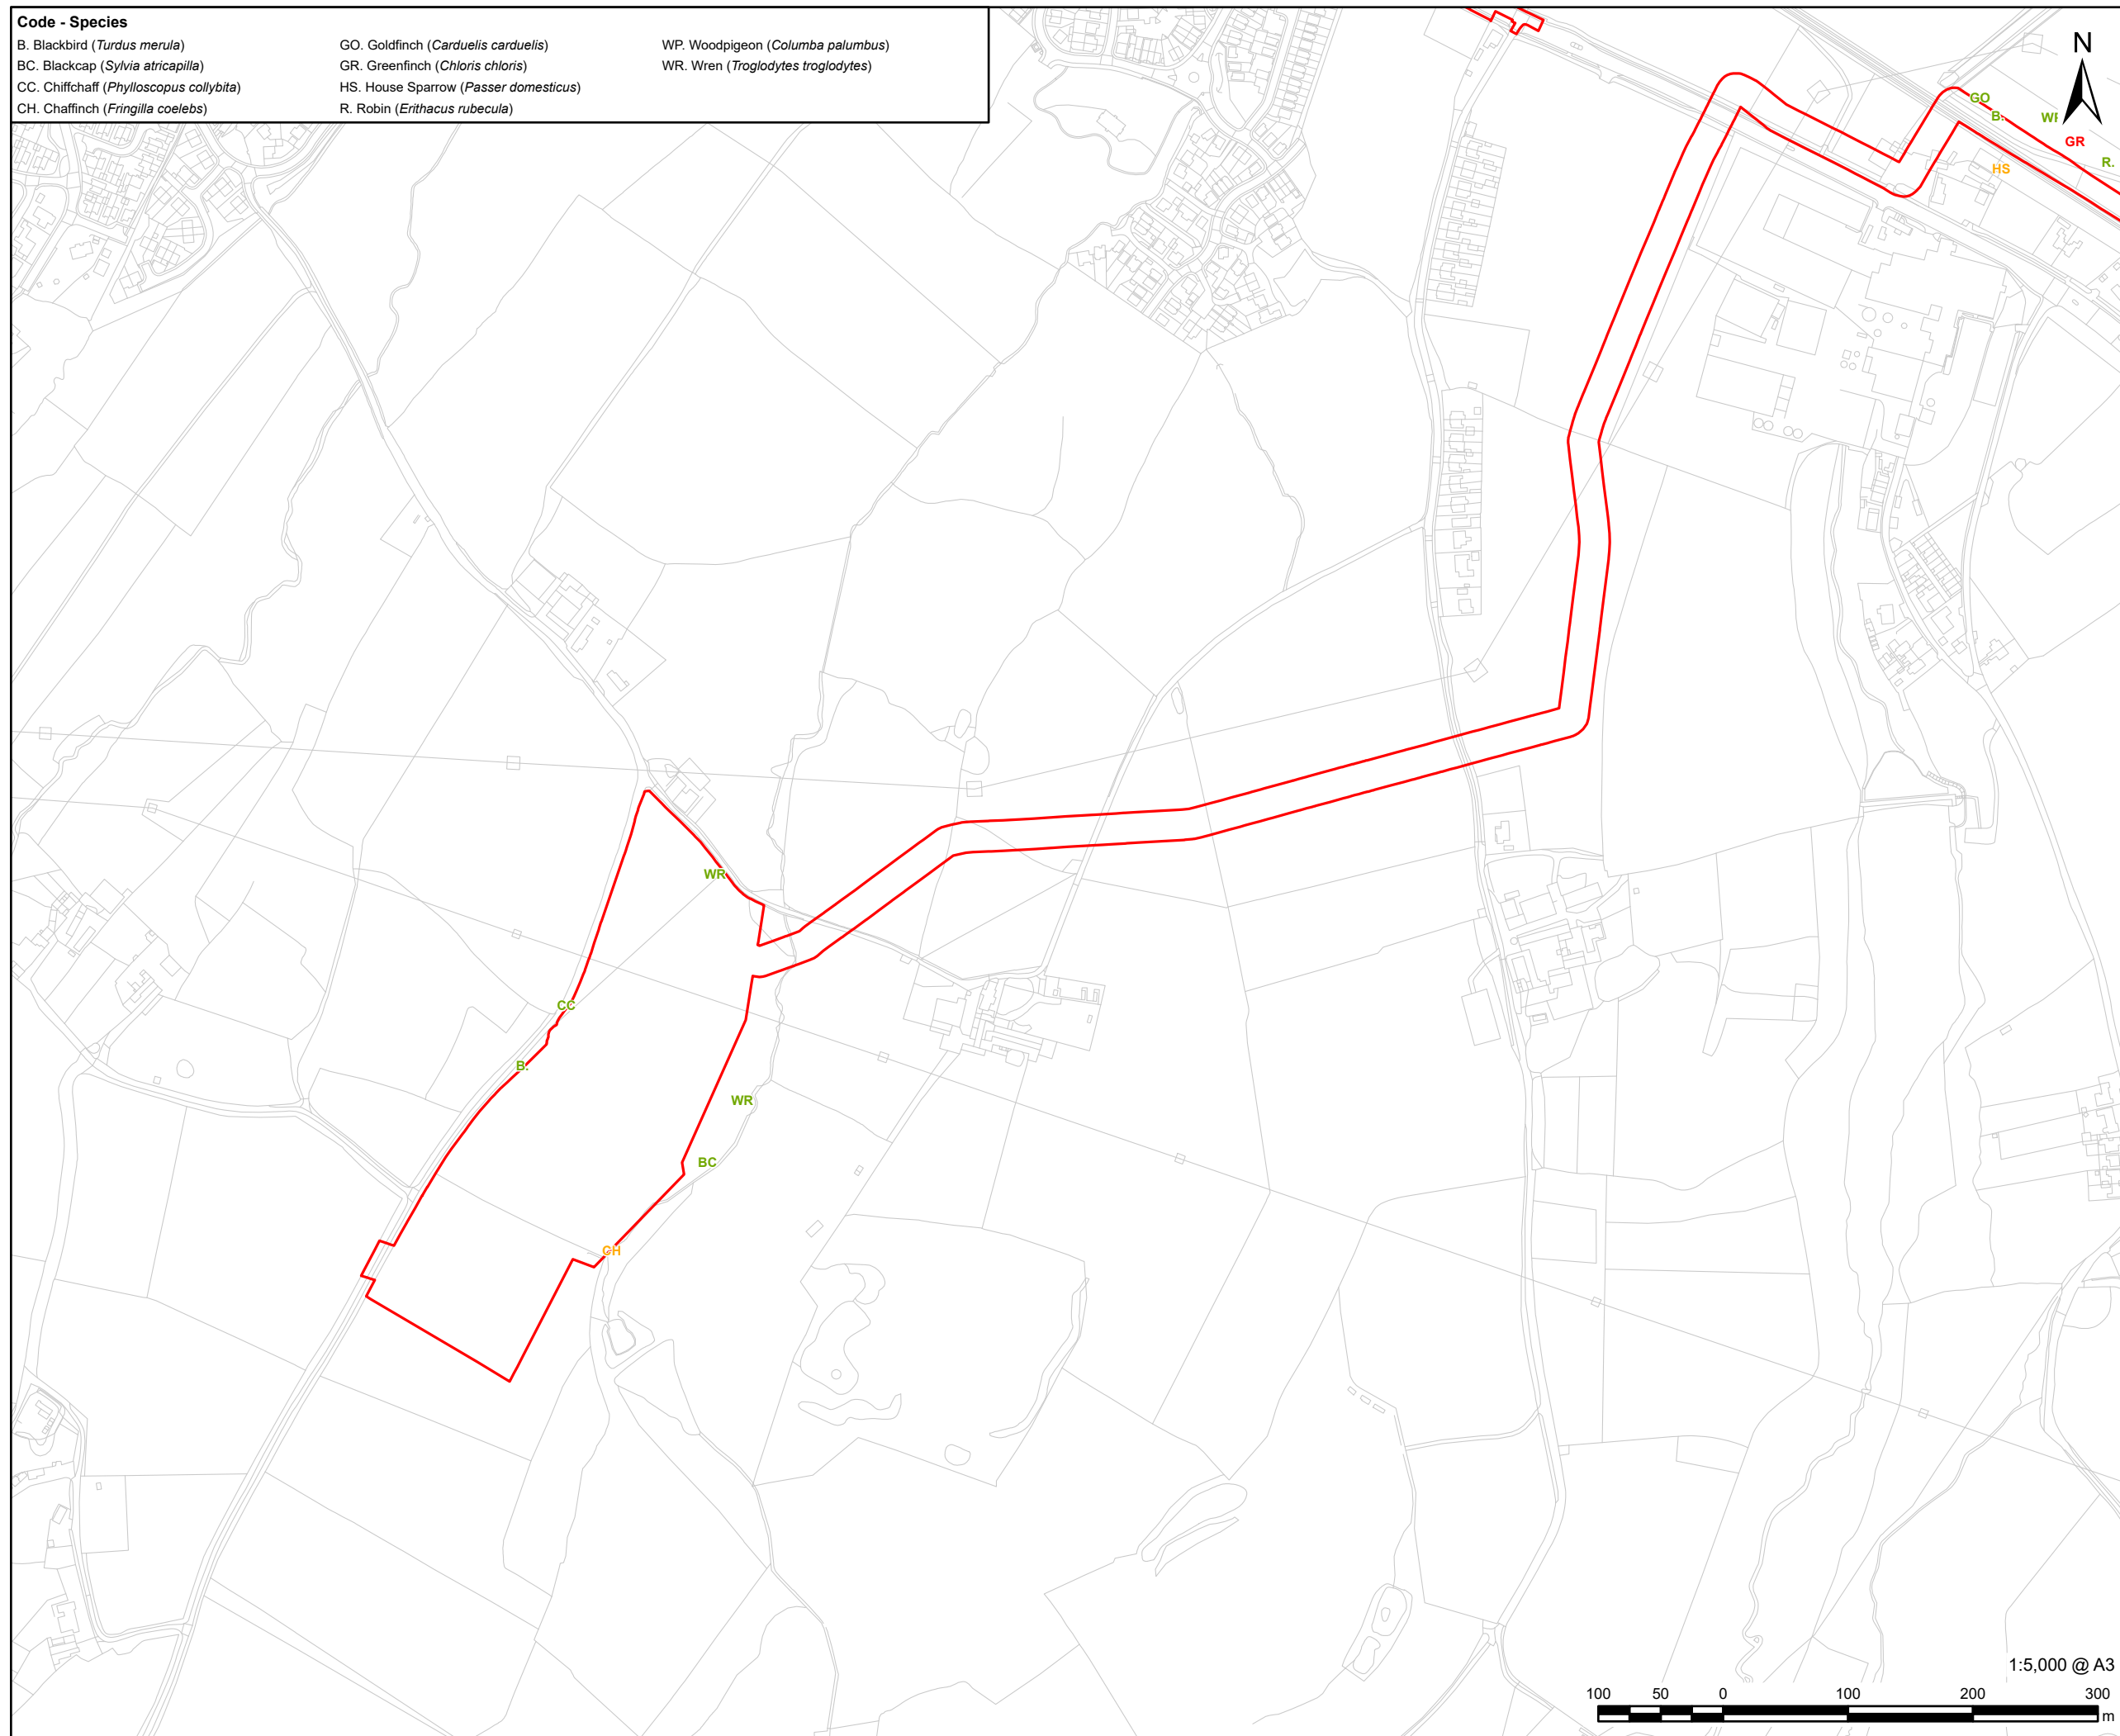 Code - Species
B. Blackbird (Turdus merula)
BC. Blackcap (Sylvia atricapilla)
CC. Chiffchaff (Phylloscopus collybita)
CH. Chaffinch (Fringilla coelebs)
GO. Goldfinch (Carduelis carduelis)
GR. Greenfinch (Chloris chloris)
HS. House Sparrow (Passer domesticus)
R. Robin (Erithacus rubecula)
WP. Woodpigeon (Columba palumbus)
WR. Wren (Troglodytes troglodytes)
N
GO
B.
GR
R.
HS
WR
CC
B.
WR
BC
CH
1:5,000 @ A3
100 50 0 100 200 300
m